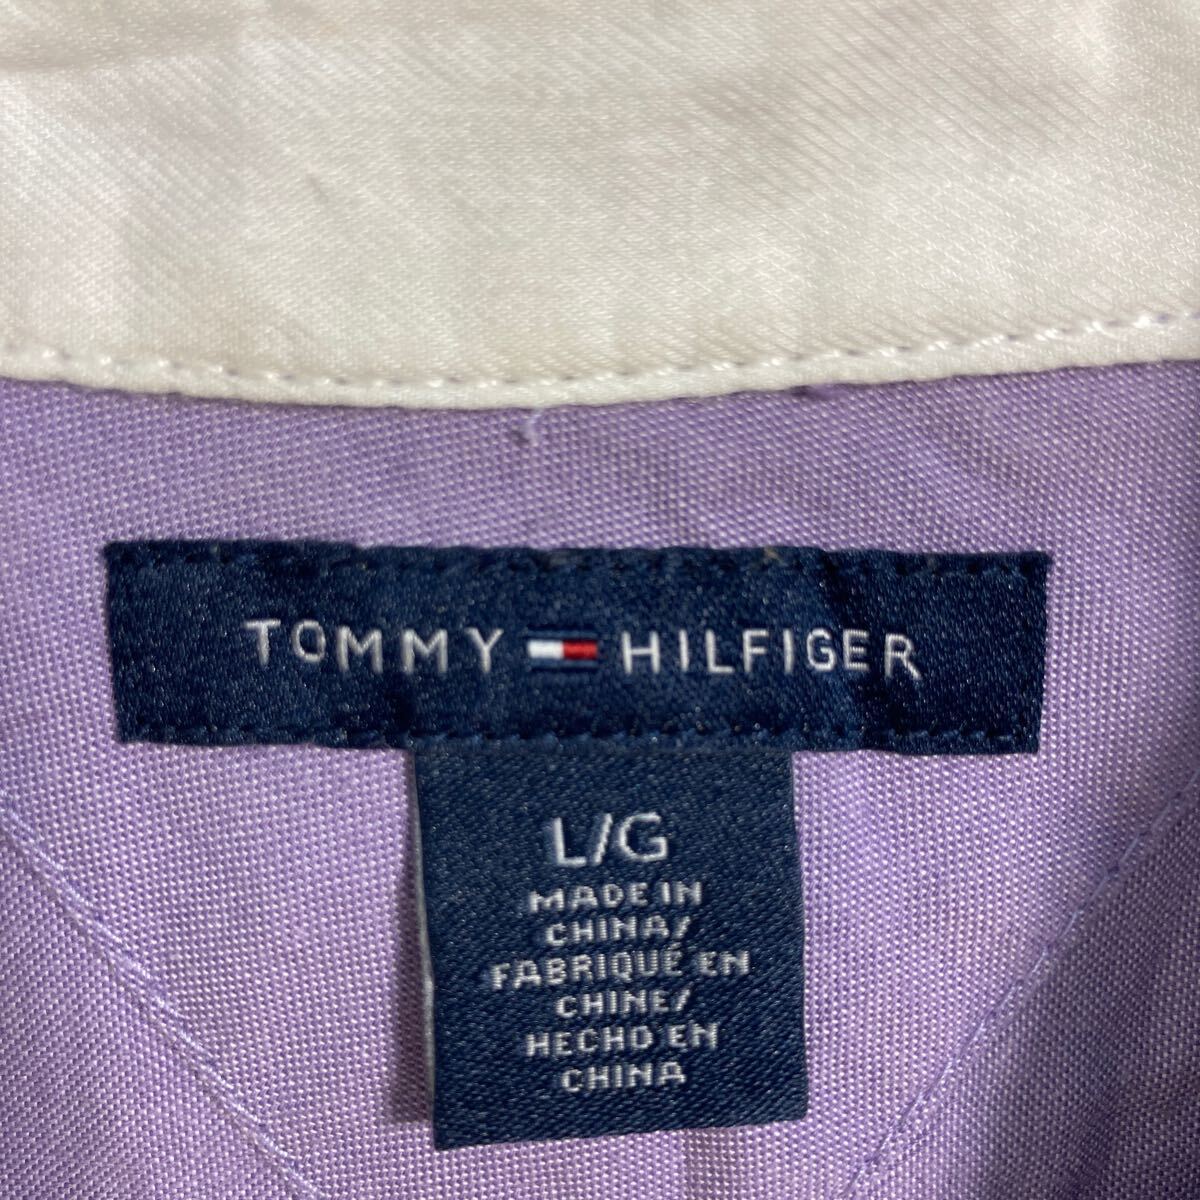 TOMMY HILFIGER
L/G
MADE IN
CHINA/
FABRIQUÉ EN
CHINE/
HECHO EN
CHINA